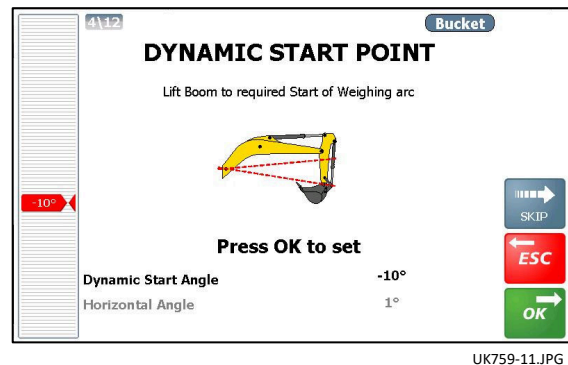 4\12
Bucket
DYNAMIC START POINT
Lift Boom to required Start of Weighing arc
-10°
SKIP
Press OK to set
ESC
Dynamic Start Angle -10°
Horizontal Angle 1°
OK
UK759-11.JPG